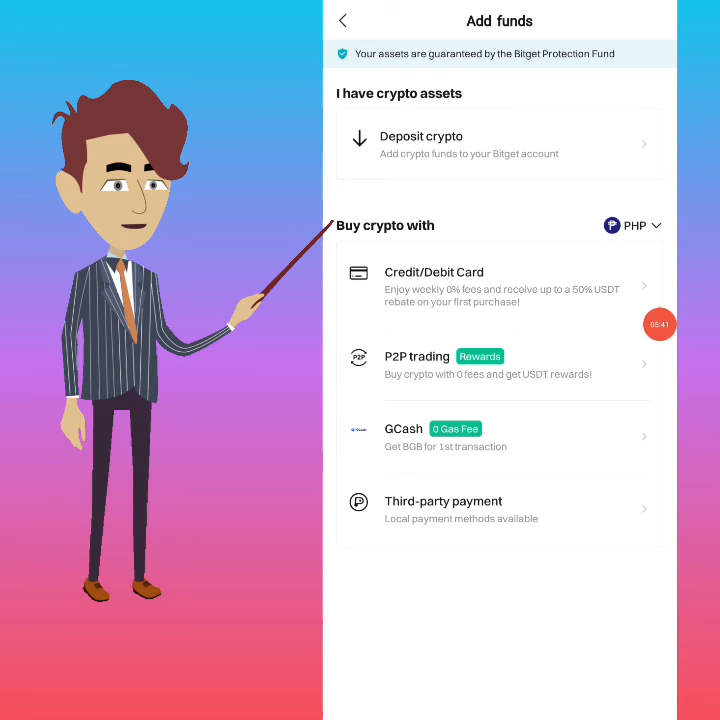 Add funds
Your assets are guaranteed by the Bitget Protection Fund
I have crypto assets
Deposit crypto
Add crypto funds to your Bitget account
Buy crypto with
PHP
Credit/Debit Card
Enjoy weekly 0% fees and receive up to a 50% USDT
rebate on your first purchase!
05:41
P2P
P2P trading Rewards
Buy crypto with 0 fees and get USDT rewards!
GCash
GCash 0 Gas Fee
Get BGB for 1st transaction
Third-party payment
Local payment methods available